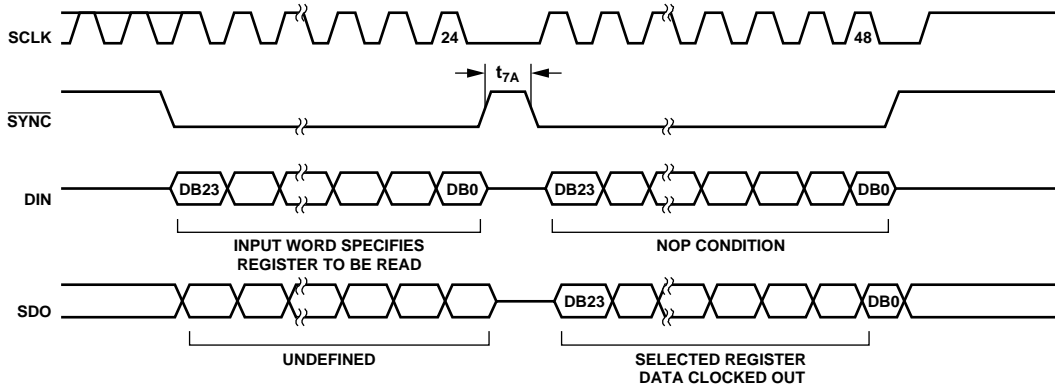 SCLK
24
48
t7A
SYNC
DIN
DB23
DB0
DB23
DB0
INPUT WORD SPECIFIES
REGISTER TO BE READ
NOP CONDITION
SDO
DB23
DB0
UNDEFINED
SELECTED REGISTER
DATA CLOCKED OUT